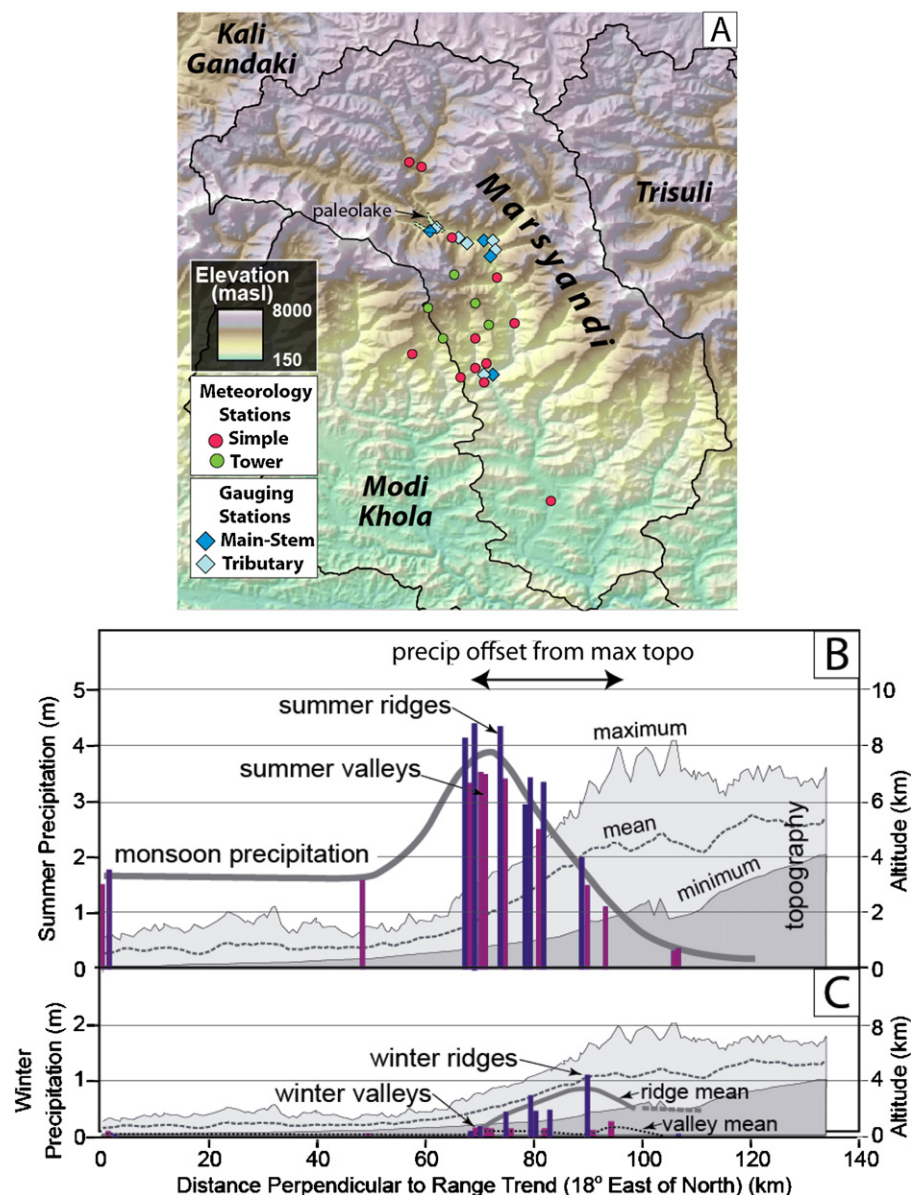 A
Kali
Gandaki
Marsyandi
Trisuli
paleolake
Elevation
(masl)
8000
150
Meteorology
Stations
Simple
Tower
Gauging
Stations
Main-Stem
Tributary
Modi
Khola
B
precip offset from max topo
Summer Precipitation (m)
5
4
3
2
1
0
summer ridges
summer valleys
monsoon precipitation
maximum
mean
minimum
topography
10
8
6
4
2
0
Altitude (km)
C
Winter
Precipitation (m)
2
1
0
winter ridges
winter valleys
ridge mean
valley mean
8
4
0
Altitude (km)
0 20 40 60 80 100 120 140
Distance Perpendicular to Range Trend (18° East of North) (km)